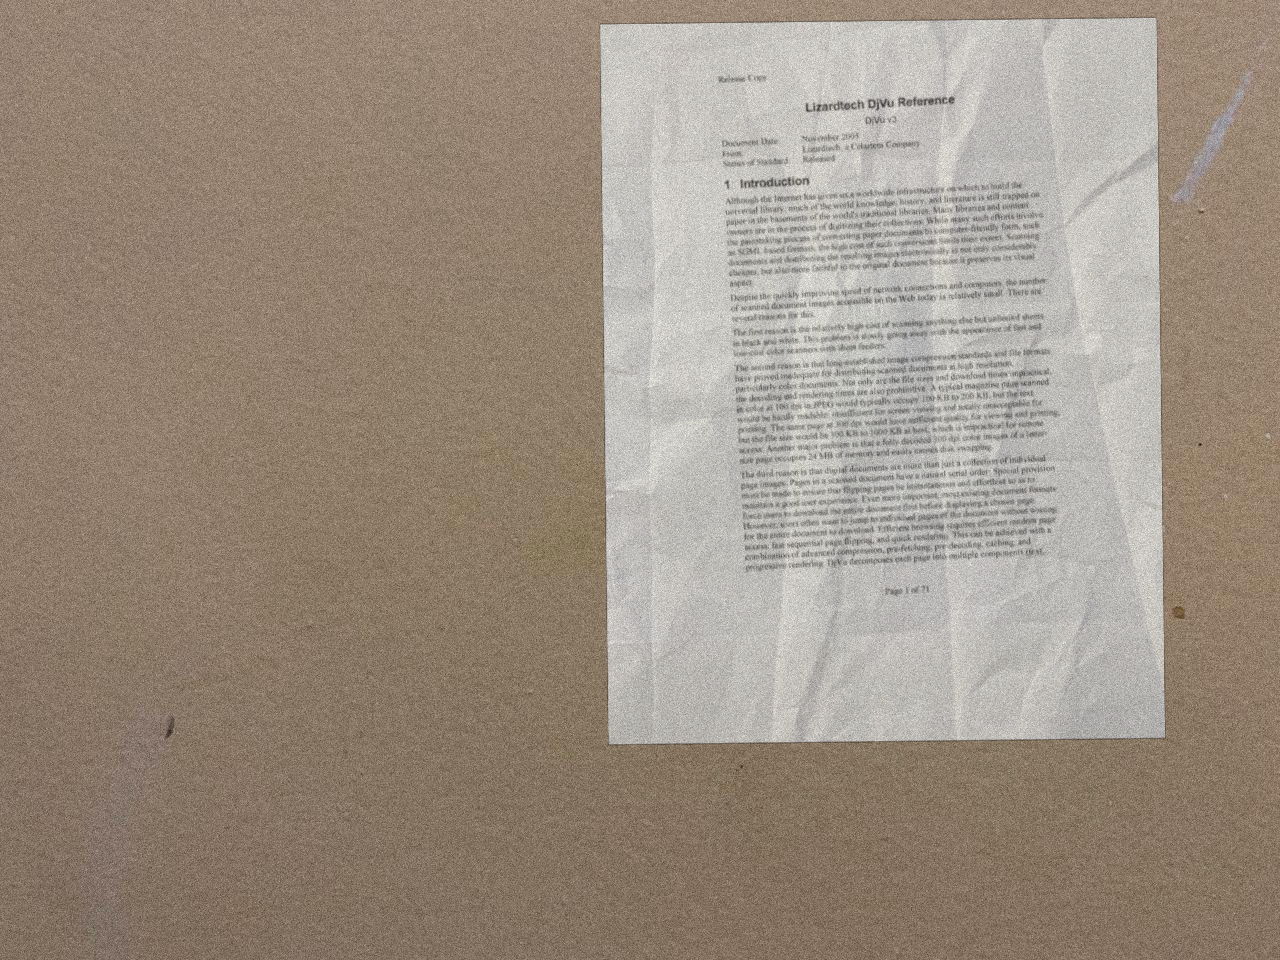 Release Copy
Lizardtech DjVu Reference
DjVu v3
Document Date November 2005
From: Lizardtech, a Celartem Company
Status of Standard Released
1 Introduction
Although the Internet has given us a worldwide infrastructure on which to build the
universal library, much of the world knowledge, history, and literature is still trapped on
paper in the basements of the world's traditional libraries. Many libraries and content
owners are in the process of digitizing their collections. While many such efforts involve
the painstaking process of converting paper documents to computer-friendly form, such
as SGML based formats, the high cost of such conversions limits their extent. Scanning
documents and distributing the resulting images electronically is not only considerably
cheaper, but also more faithful to the original document because it preserves its visual
aspect.
Despite the quickly improving speed of network connections and computers, the number
of scanned document images accessible on the Web today is relatively small. There are
several reasons for this.
The first reason is the relatively high cost of scanning anything else but unbound sheets
in black and white. This problem is slowly going away with the appearance of fast and
low-cost color scanners with sheet feeders.
The second reason is that long-established image compression standards and file formats
have proved inadequate for distributing scanned documents at high resolution,
particularly color documents. Not only are the file sizes and download times impractical,
the decoding and rendering times are also prohibitive. A typical magazine page scanned
in color at 100 dpi in JPEG would typically occupy 100 KB to 200 KB, but the text
would be hardly readable: insufficient for screen viewing and totally unacceptable for
printing. The same page at 300 dpi would have sufficient quality for viewing and printing,
but the file size would be 300 KB to 1000 KB at best, which is impractical for remote
access. Another major problem is that a fully decoded 300 dpi color images of a letter-
size page occupies 24 MB of memory and easily causes disk swapping.
The third reason is that digital documents are more than just a collection of individual
page images. Pages in a scanned document have a natural serial order. Special provision
must be made to ensure that flipping pages be instantaneous and effortless so as to
maintain a good user experience. Even more important, most existing document formats
force users to download the entire document first before displaying a chosen page.
However, users often want to jump to individual pages of the document without waiting
for the entire document to download. Efficient browsing requires efficient random page
access, fast sequential page flipping, and quick rendering. This can be achieved with a
combination of advanced compression, pre-fetching, pre-decoding, caching, and
progressive rendering. DjVu decomposes each page into multiple components (text,
Page 1 of 71